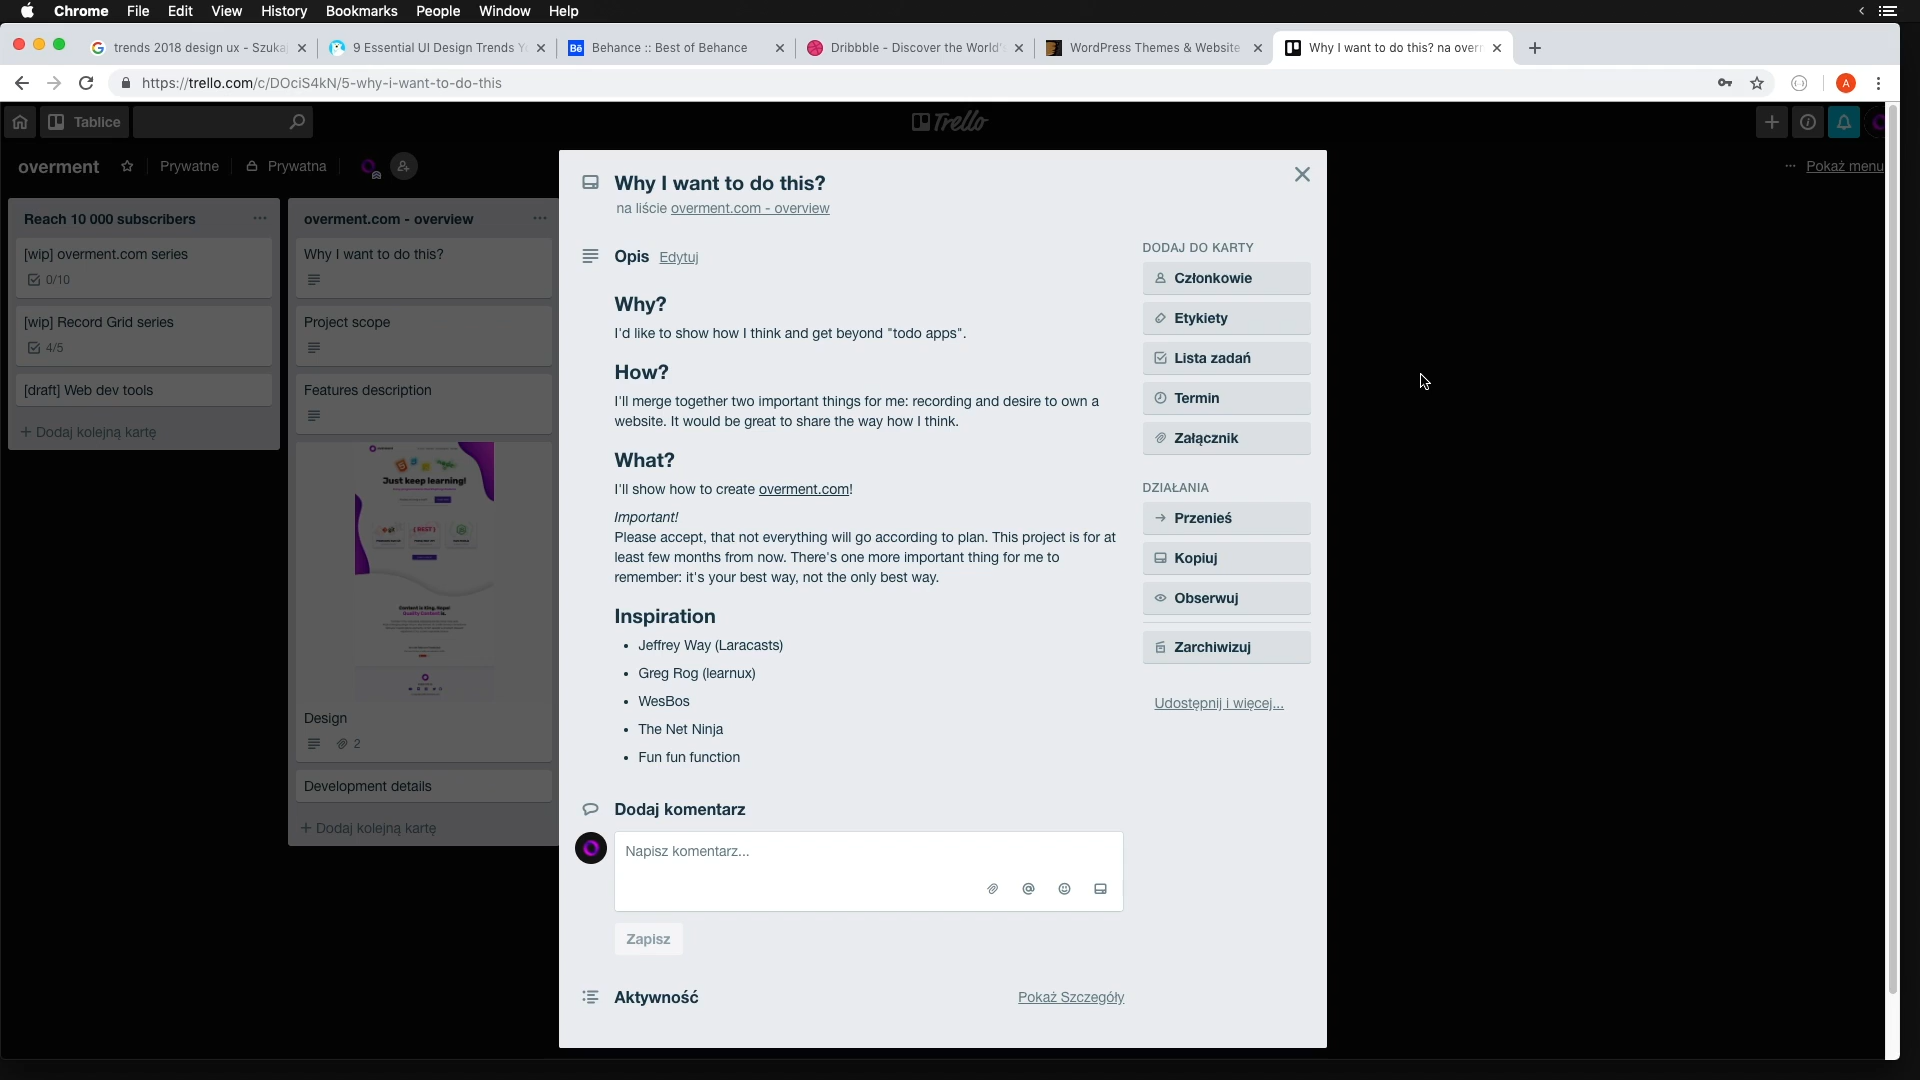 Chrome File Edit View History Bookmarks People Window Help
trends 2018 design ux - Szuka
9 Essential UI Design Trends Y
Behance :: Best of Behance
Dribbble - Discover the World's
WordPress Themes & Website
Why I want to do this? na over
https://trello.com/c/DOciS4kN/5-why-i-want-to-do-this
A
Tablice
Trello
overment
Prywatne
Prywatna
Pokaż menu
Reach 10 000 subscribers
[wip] overment.com series
0/10
[wip] Record Grid series
4/5
[draft] Web dev tools
+ Dodaj kolejną kartę
overment.com - overview
Why I want to do this?
Project scope
Features description
Just keep learning!
Design
2
Development details
+ Dodaj kolejną kartę
Why I want to do this?
na liście overment.com - overview
Opis Edytuj
Why?
I'd like to show how I think and get beyond "todo apps".
How?
I'll merge together two important things for me: recording and desire to own a
website. It would be great to share the way how I think.
What?
I'll show how to create overment.com!
Important!
Please accept, that not everything will go according to plan. This project is for at
least few months from now. There's one more important thing for me to
remember: it's your best way, not the only best way.
Inspiration
• Jeffrey Way (Laracasts)
• Greg Rog (learnux)
• WesBos
• The Net Ninja
• Fun fun function
Dodaj komentarz
Napisz komentarz...
Zapisz
Aktywność
Pokaż Szczegóły
DODAJ DO KARTY
Członkowie
Etykiety
Lista zadań
Termin
Załącznik
DZIAŁANIA
Przenieś
Kopiuj
Obserwuj
Zarchiwizuj
Udostępnij i więcej...